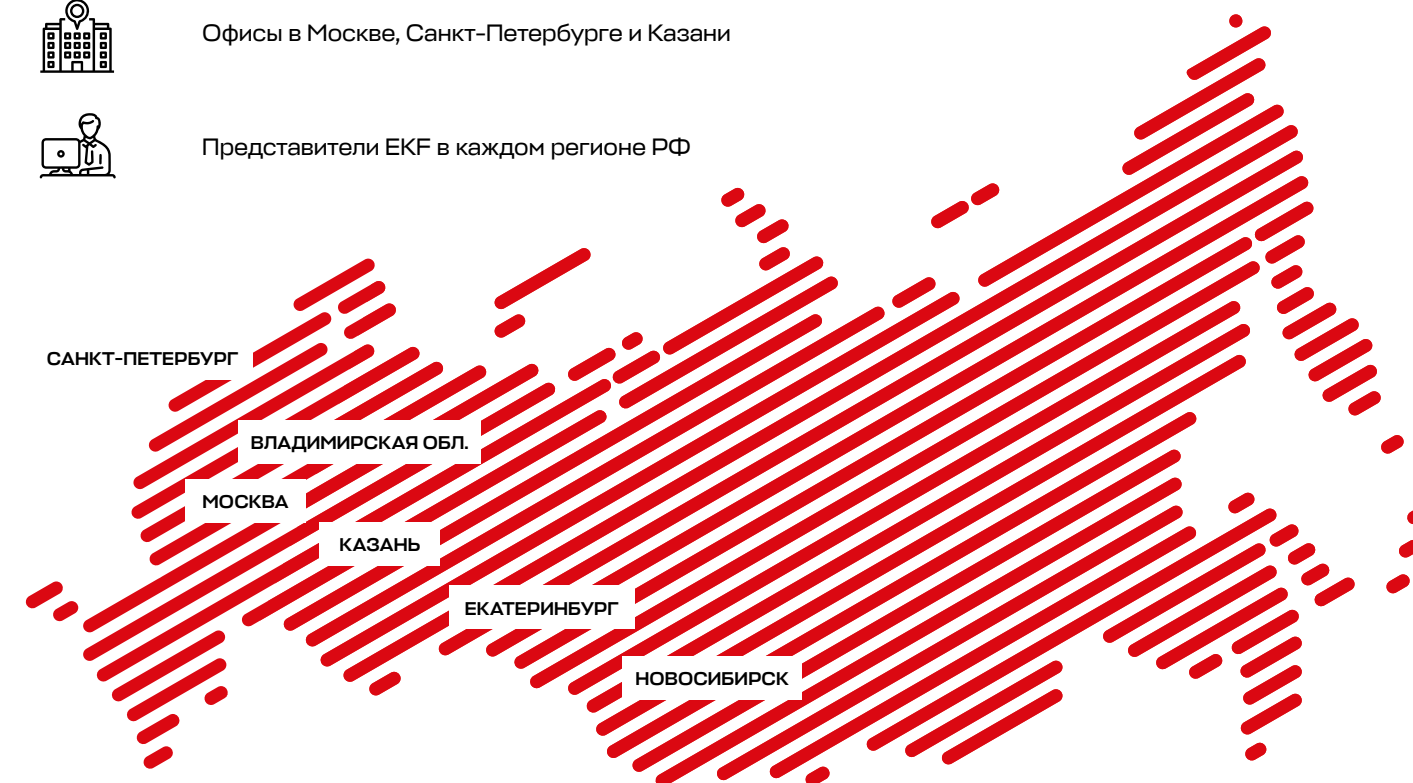 Офисы в Москве, Санкт-Петербурге и Казани
Представители EKF в каждом регионе РФ
САНКТ-ПЕТЕРБУРГ
ВЛАДИМИРСКАЯ ОБЛ.
МОСКВА
КАЗАНЬ
ЕКАТЕРИНБУРГ
НОВОСИБИРСК